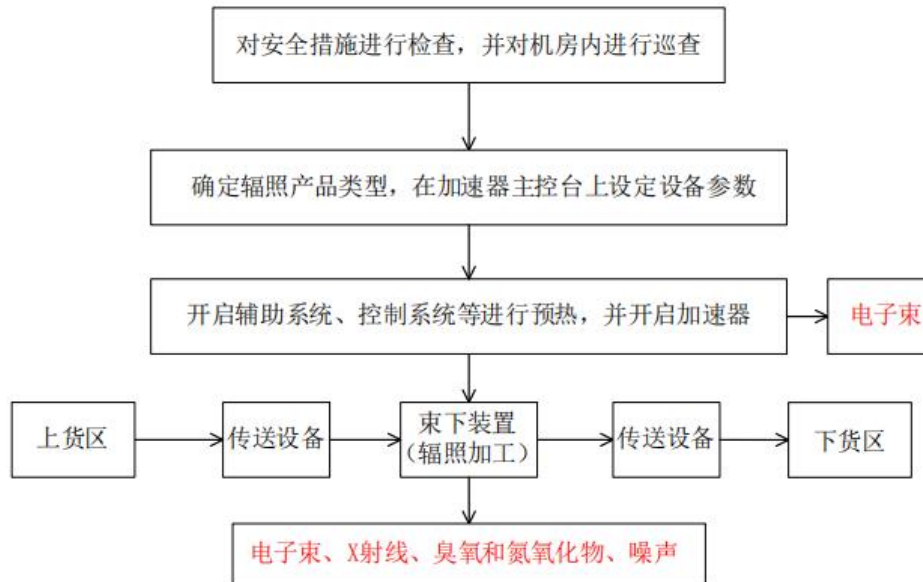 对安全措施进行检查，并对机房内进行巡查
确定辐照产品类型，在加速器主控台上设定设备参数
开启辅助系统、控制系统等进行预热，并开启加速器
电子束
上货区
传送设备
束下装置
（辐照加工）
传送设备
下货区
电子束、X射线、臭氧和氮氧化物、噪声